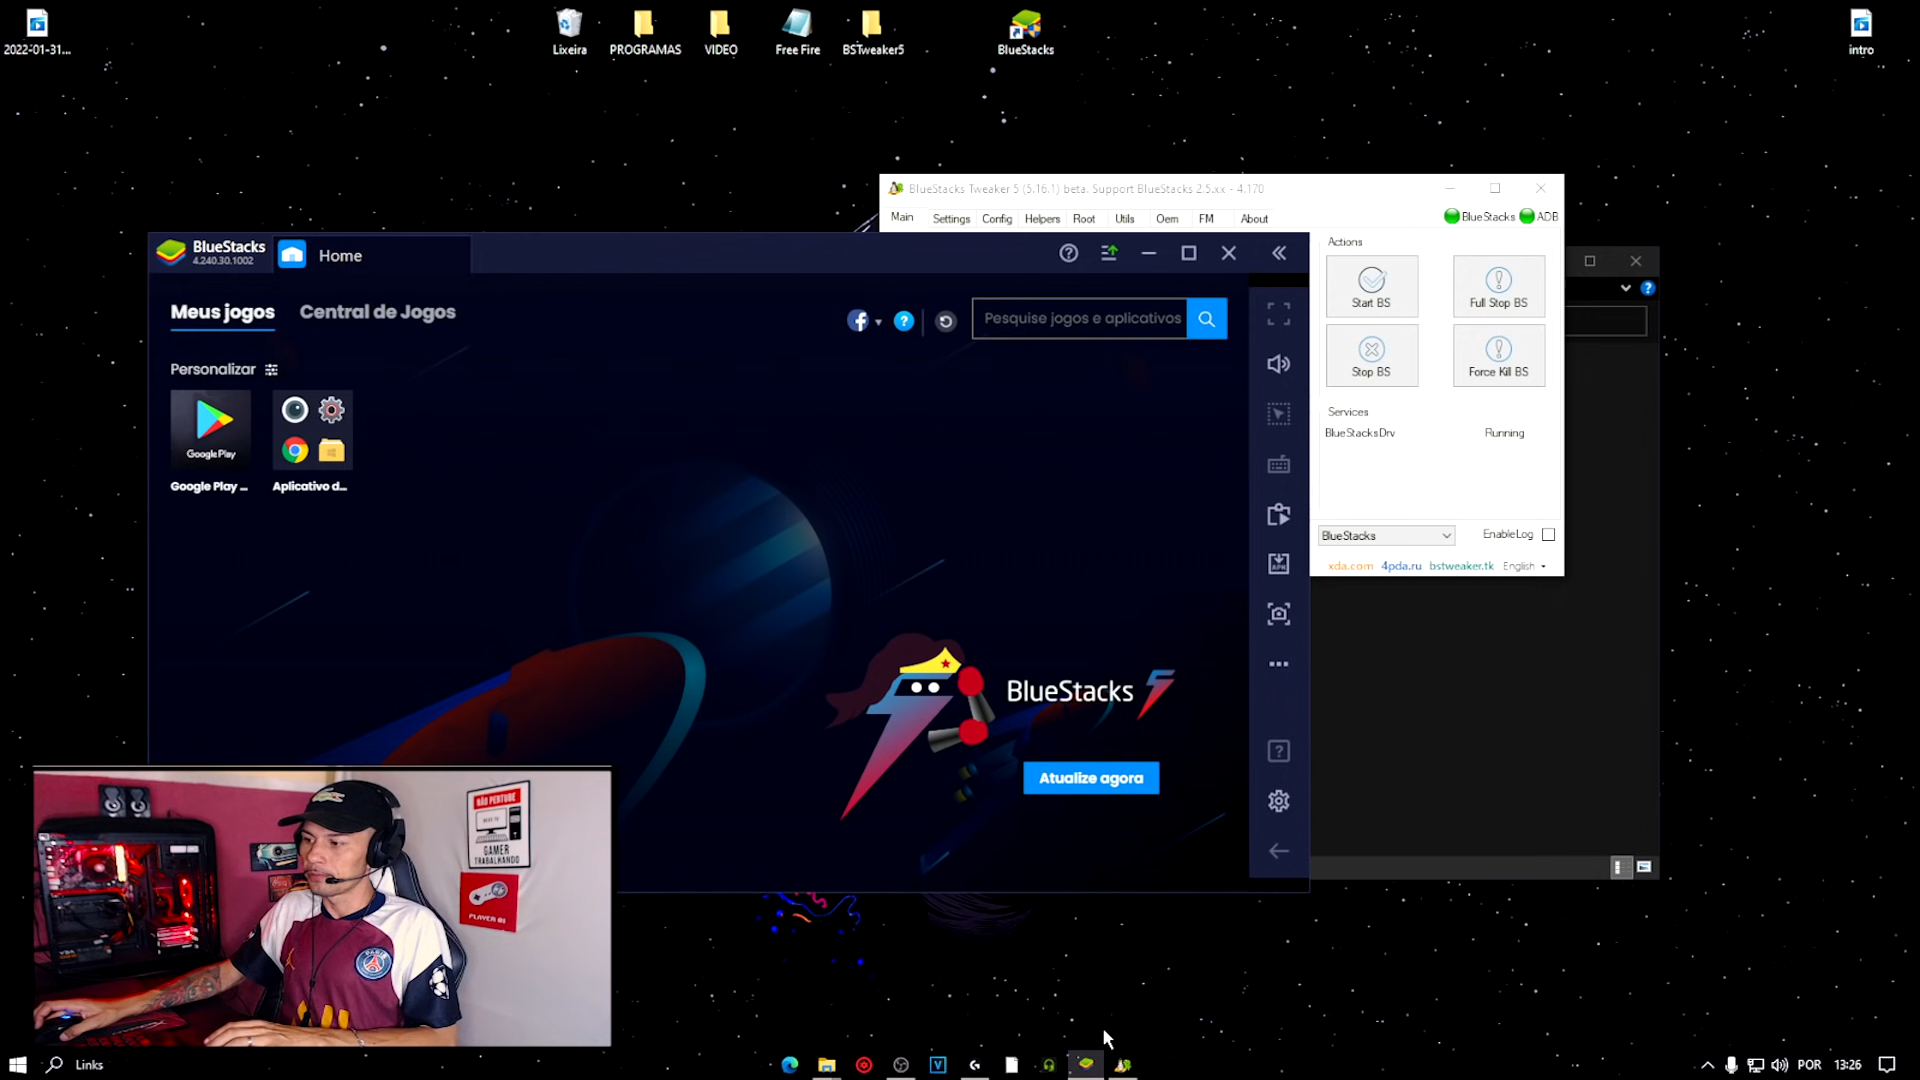 2022-01-31...
Lixeira
PROGRAMAS
VIDEO
Free Fire
BSTweaker5
BlueStacks
intro
BlueStacks Tweaker 5 (5.16.1) beta. Support BlueStacks 2.5.xx - 4.170
Main Settings Config Helpers Root Utils Oem FM About
BlueStacks ADB
BlueStacks
4.240.30.1002
Home
Actions
Start BS
Full Stop BS
Stop BS
Force Kill BS
Services
BlueStacksDrv Running
BlueStacks
EnableLog
xda.com 4pda.ru bstweaker.tk English
Meus jogos Central de Jogos
Pesquise jogos e aplicativos
Personalizar
Google Play
Google Play ...
Aplicativo d...
APK
BlueStacks 5
Atualize agora
NÃO PERTUBE
GAMER
TRABALHANDO
PLAYER 01
PARIS
Links
POR 13:26